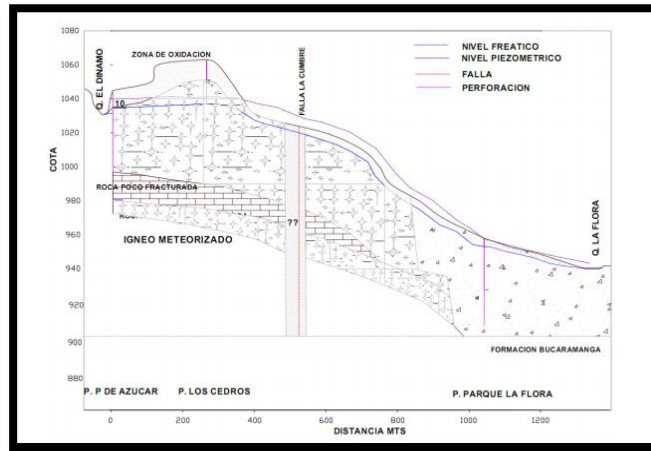 1080
1060
1040
1020
1000
980
960
940
920
900
880
COTA
Q. EL DINAMO
ZONA DE OXIDACION
10
FALLA LA CUMBRE
NIVEL FREATICO
NIVEL PIEZOMETRICO
FALLA
PERFORACION
ROCA POCO FRACTURADA
IGNEO METEORIZADO
??
Q. LA FLORA
FORMACION BUCARAMANGA
P. P DE AZUCAR
P. LOS CEDROS
P. PARQUE LA FLORA
0 200 400 600 800 1000 1200
DISTANCIA MTS